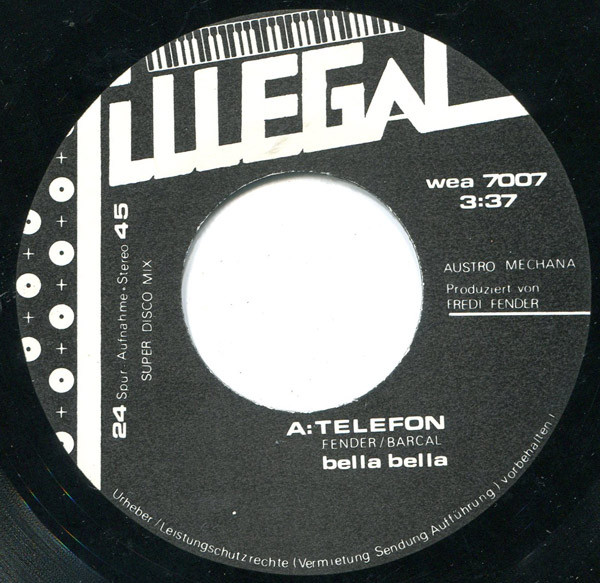 ILLEGAL
wea 7007
3:37
AUSTRO MECHANA
Produziert von
FREDI FENDER
24 Spur-Aufnahme·Stereo 45
SUPER DISCO MIX
A:TELEFON
FENDER/BARCAL
bella bella
Urheber/Leistungsschutzrechte (Vermietung Sendung Aufführung) vorbehalten!